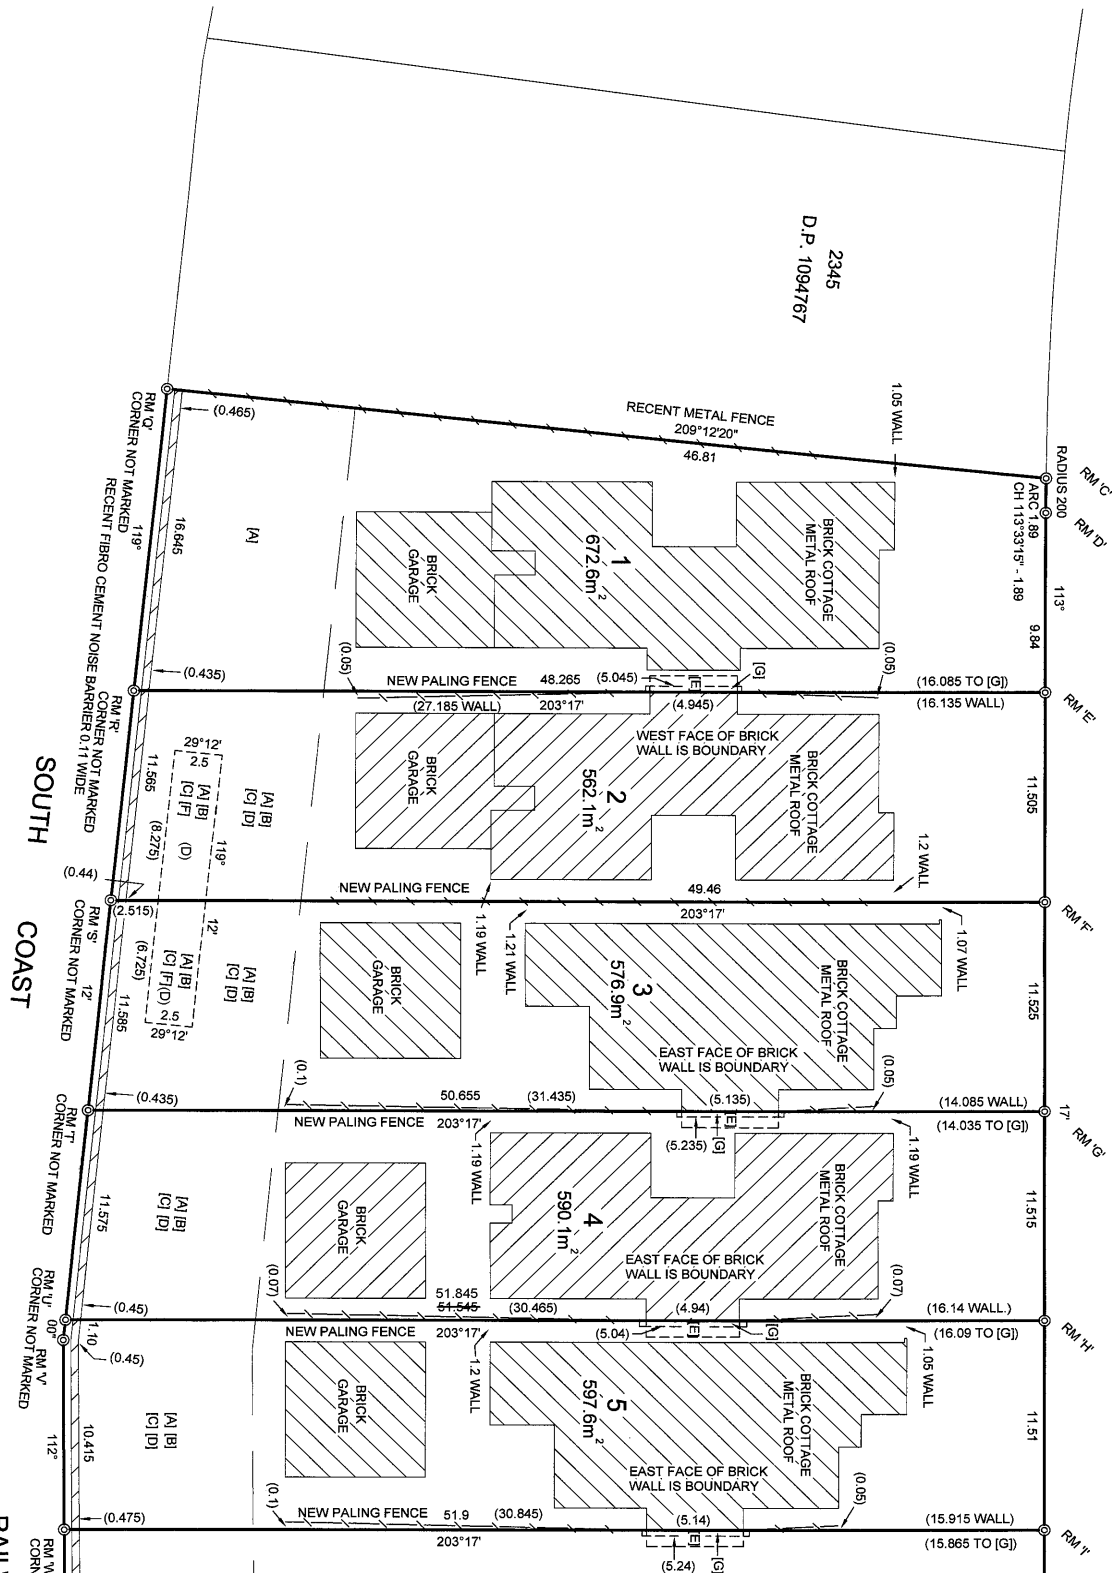 2345
D.P. 1094767
RECENT METAL FENCE
209°12'20"
46.81
1.05 WALL
RM 'C'
RADIUS 200
ARC 1.89
CH 113°33'15" - 1.89
RM 'D'
113°
9.84
(0.465)
RM 'Q'
CORNER NOT MARKED
119°
RECENT FIBRO CEMENT NOISE BARRIER 0.11 WIDE
16.645
[A]
BRICK
GARAGE
1
672.6m²
BRICK COTTAGE
METAL ROOF
(0.435)
(0.05)
NEW PALING FENCE
48.265
(5.045)
[E]
[G]
(0.05)
(16.085 TO [G])
RM 'E'
(27.185 WALL)
203°17'
(4.945)
(16.135 WALL)
WEST FACE OF BRICK
WALL IS BOUNDARY
RM 'R'
CORNER NOT MARKED
11.565
29°12'
2.5
[A] [B]
[C] [F]
(D)
119°
(8.275)
[A] [B]
[C] [D]
BRICK
GARAGE
2
562.1m²
BRICK COTTAGE
METAL ROOF
11.505
SOUTH
(0.44)
1.2 WALL
NEW PALING FENCE
49.46
203°17'
RM 'F'
1.19 WALL
1.21 WALL
1.07 WALL
RM 'S'
CORNER NOT MARKED
(2.515)
12'
12'
(6.725)
[A] [B]
[C] [F](D)
2.5
29°12'
11.585
[A] [B]
[C] [D]
BRICK
GARAGE
3
576.9m²
BRICK COTTAGE
METAL ROOF
11.525
COAST
EAST FACE OF BRICK
WALL IS BOUNDARY
(0.435)
(0.1)
50.655
(31.435)
(5.135)
(0.05)
(14.085 WALL)
17'
RM 'G'
NEW PALING FENCE
203°17'
(5.235)
[G]
[E]
(14.035 TO [G])
1.19 WALL
1.19 WALL
RM 'T'
CORNER NOT MARKED
11.575
[A] [B]
[C] [D]
BRICK
GARAGE
4
590.1m²
BRICK COTTAGE
METAL ROOF
11.515
EAST FACE OF BRICK
WALL IS BOUNDARY
(0.45)
(0.07)
51.845
51.545
(30.465)
(4.94)
(0.07)
(16.14 WALL.)
RM 'H'
NEW PALING FENCE
203°17'
(5.04)
[E]
[G]
(16.09 TO [G])
1.2 WALL
1.05 WALL
RM 'U'
CORNER NOT MARKED
00"
1.10
(0.45)
RM 'V'
CORNER NOT MARKED
112°
10.415
[A] [B]
[C] [D]
BRICK
GARAGE
5
597.6m²
BRICK COTTAGE
METAL ROOF
11.51
EAST FACE OF BRICK
WALL IS BOUNDARY
(0.475)
(0.1)
NEW PALING FENCE
51.9
(30.845)
(5.14)
(0.05)
(15.915 WALL)
RM 'I'
203°17'
(5.24)
[E]
[G]
(15.865 TO [G])
RM 'W'